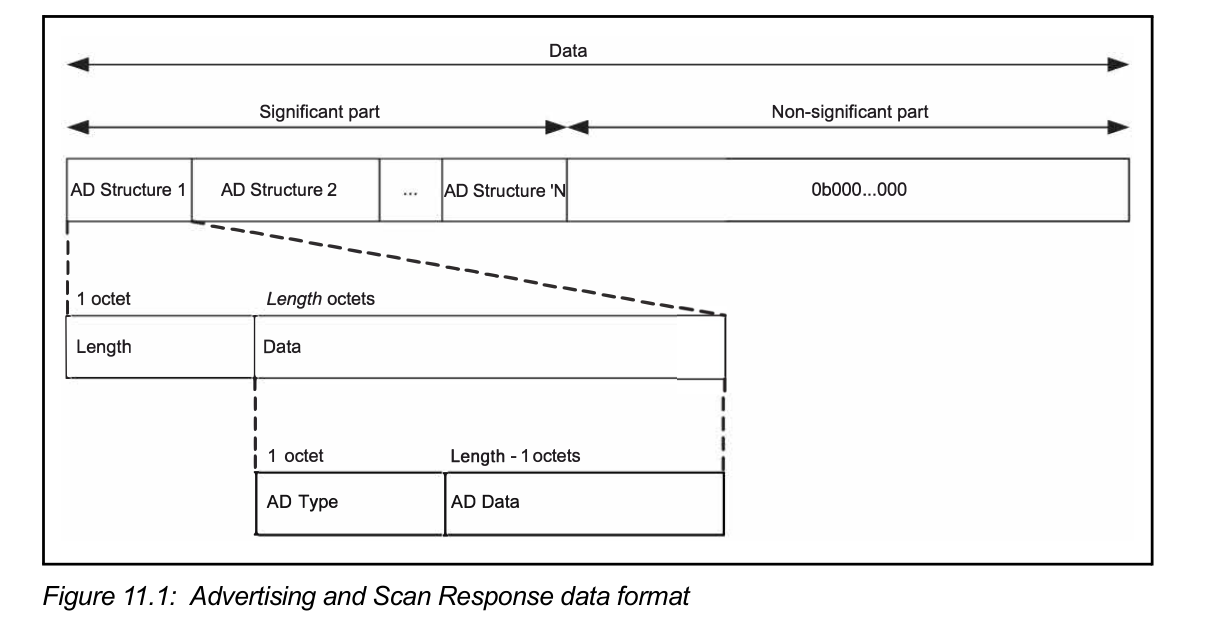 Data
Significant part Non-significant part
AD Structure 1 AD Structure 2 ... AD Structure 'N 0b000...000
1 octet Length octets
Length Data
1 octet Length - 1 octets
AD Type AD Data
Figure 11.1: Advertising and Scan Response data format